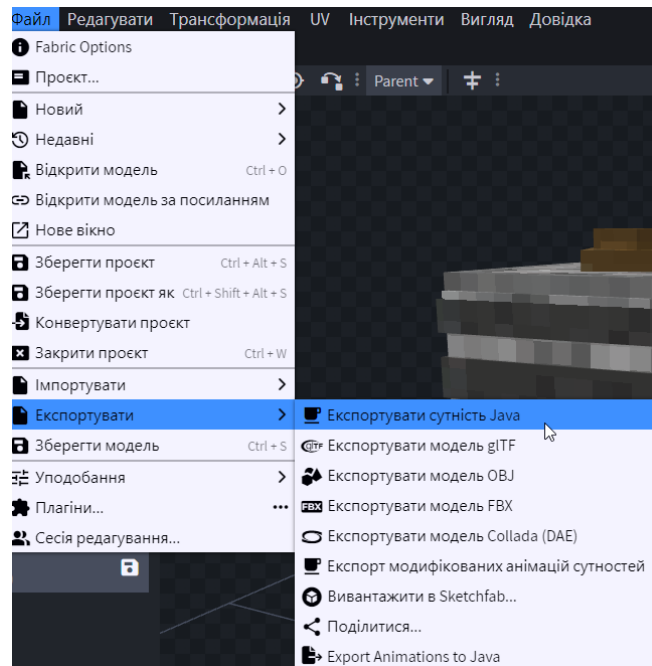 Файл Редагувати Трансформація UV Інструменти Вигляд Довідка
Fabric Options
Проєкт...
Parent
Новий
Недавні
Відкрити модель Ctrl + O
Відкрити модель за посиланням
Нове вікно
Зберегти проєкт Ctrl + Alt + S
Зберегти проєкт як Ctrl + Shift + Alt + S
Конвертувати проєкт
Закрити проєкт Ctrl + W
Імпортувати
Експортувати
Зберегти модель Ctrl + S
Уподобання
Плагіни...
Сесія редагування...
Експортувати сутність Java
Експортувати модель glTF
Експортувати модель OBJ
FBX Експортувати модель FBX
Експортувати модель Collada (DAE)
Експорт модифікованих анімацій сутностей
Вивантажити в Sketchfab...
Поділитися...
Export Animations to Java